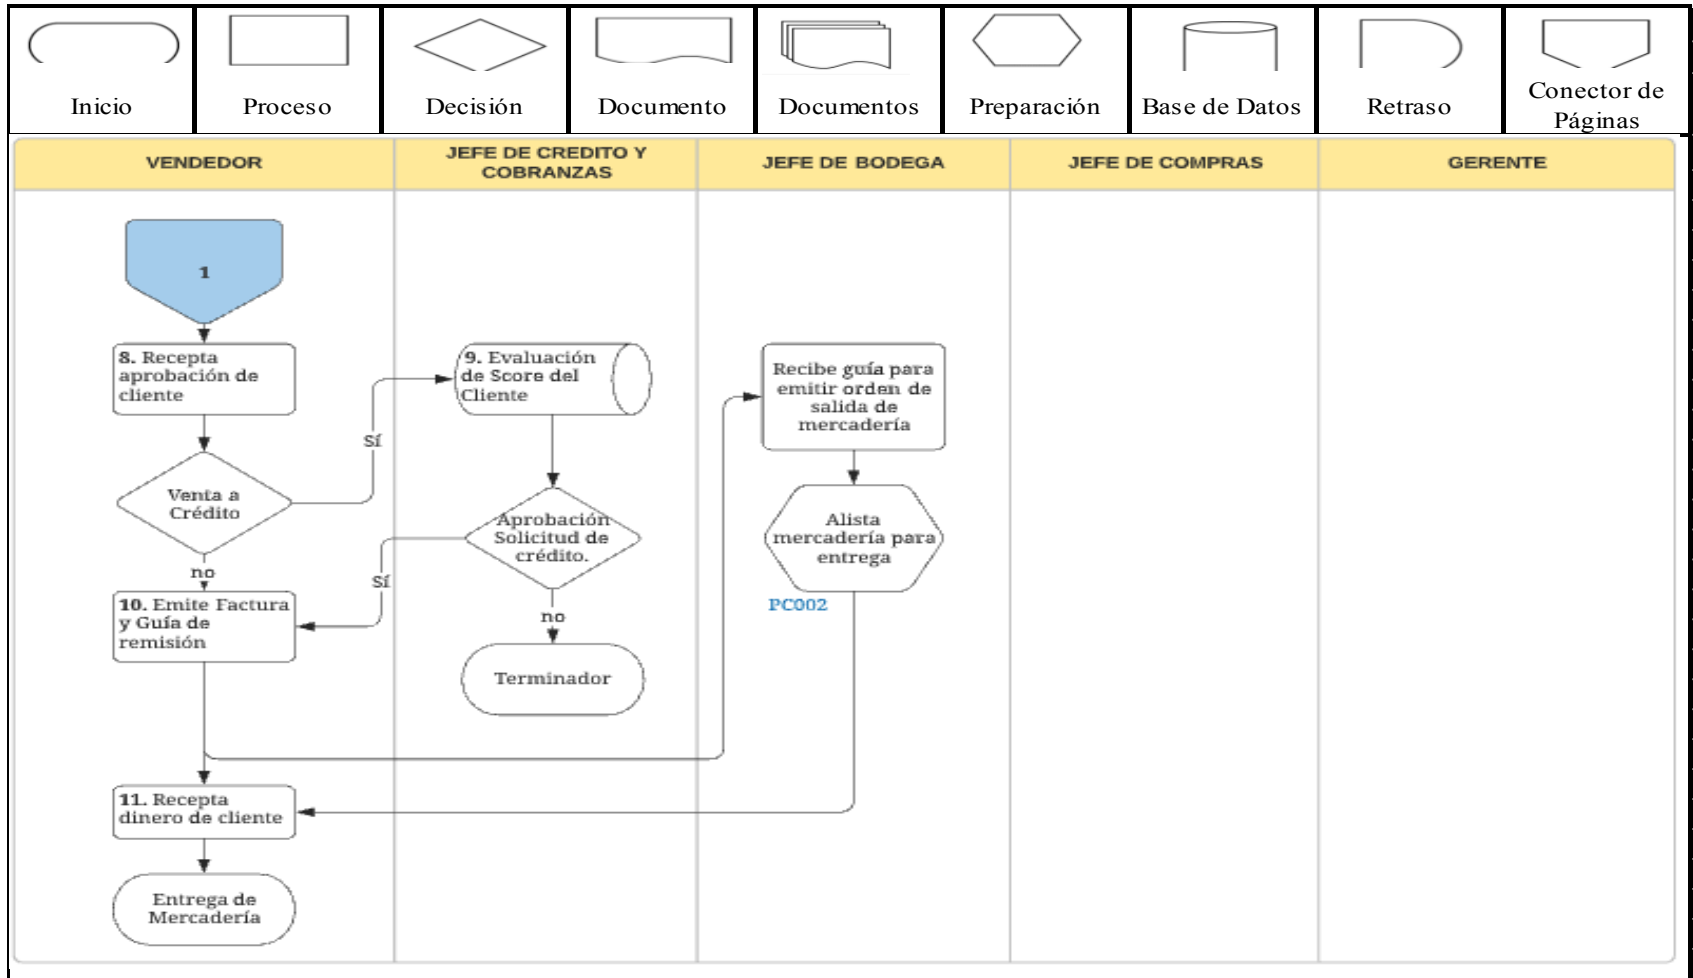 Inicio
Proceso
Decisión
Documento
Documentos
Preparación
Base de Datos
Retraso
Conector de
Páginas
VENDEDOR
JEFE DE CREDITO Y
COBRANZAS
JEFE DE BODEGA
JEFE DE COMPRAS
GERENTE
1
8. Recepta
aprobación de
cliente
Venta a
Crédito
Sí
no
10. Emite Factura
y Guía de
remisión
11. Recepta
dinero de cliente
Entrega de
Mercadería
9. Evaluación
de Score del
Cliente
Aprobación
Solicitud de
crédito.
Sí
no
Terminador
Recibe guía para
emitir orden de
salida de
mercadería
Alista
mercadería para
entrega
PC002